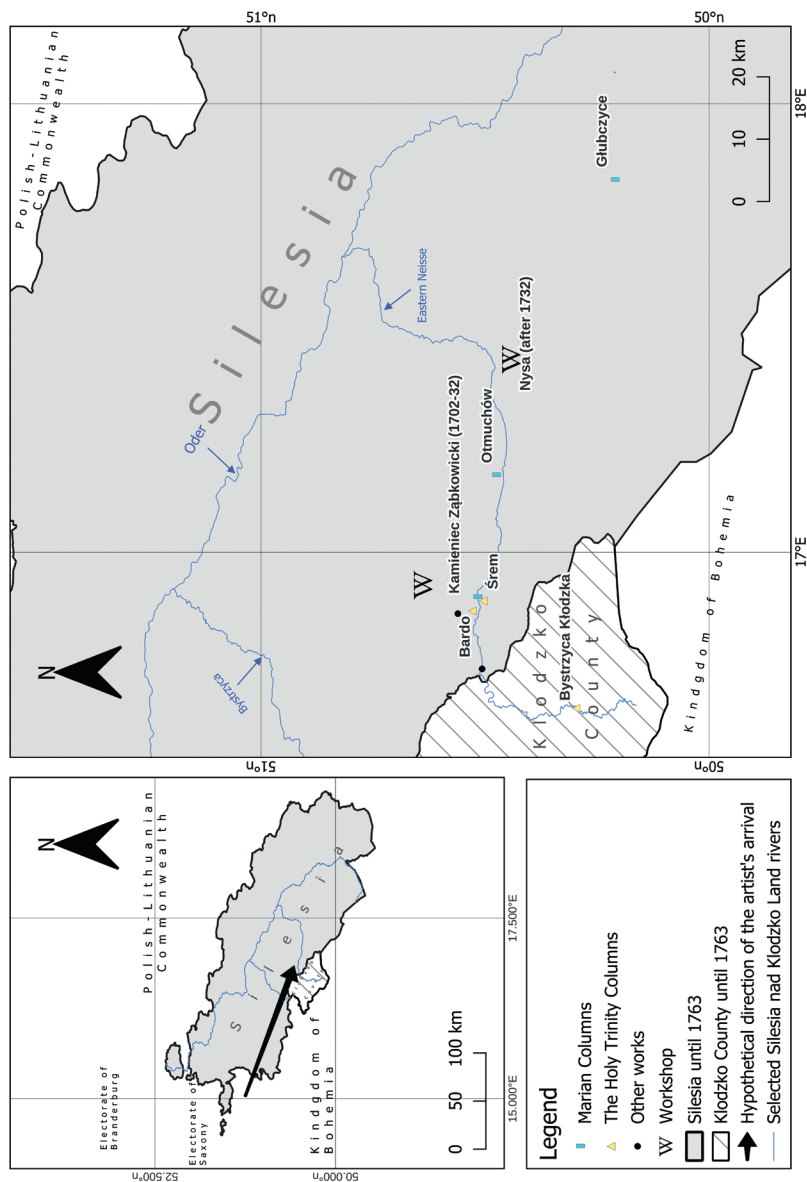 N
Electorate of
Branderburg
Polish-Lithuanian
Commonwealth
Electorate of
Saxony
S i l e s i a
Kindgdom of
Bohemia
0 50 100 km
52.500°n
50.000°n
15.000°E
17.500°E
N
51°n
50°n
Polish-Lithuanian
Commonwealth
Silesia
Oder
Bystrzyca
Eastern Neisse
W
Kamieniec Ząbkowicki (1702-32)
W
Nysa (after 1732)
Otmuchów
Śrem
Bardo
Głubczyce
Bystrzyca Kłodzka
Klodzko
County
Kindgdom of Bohemia
0 10 20 km
51°n
50°n
17°E
18°E
Legend
Marian Columns
The Holy Trinity Columns
Other works
W Workshop
Silesia until 1763
Klodzko County until 1763
Hypothetical direction of the artist's arrival
Selected Silesia nad Klodzko Land rivers